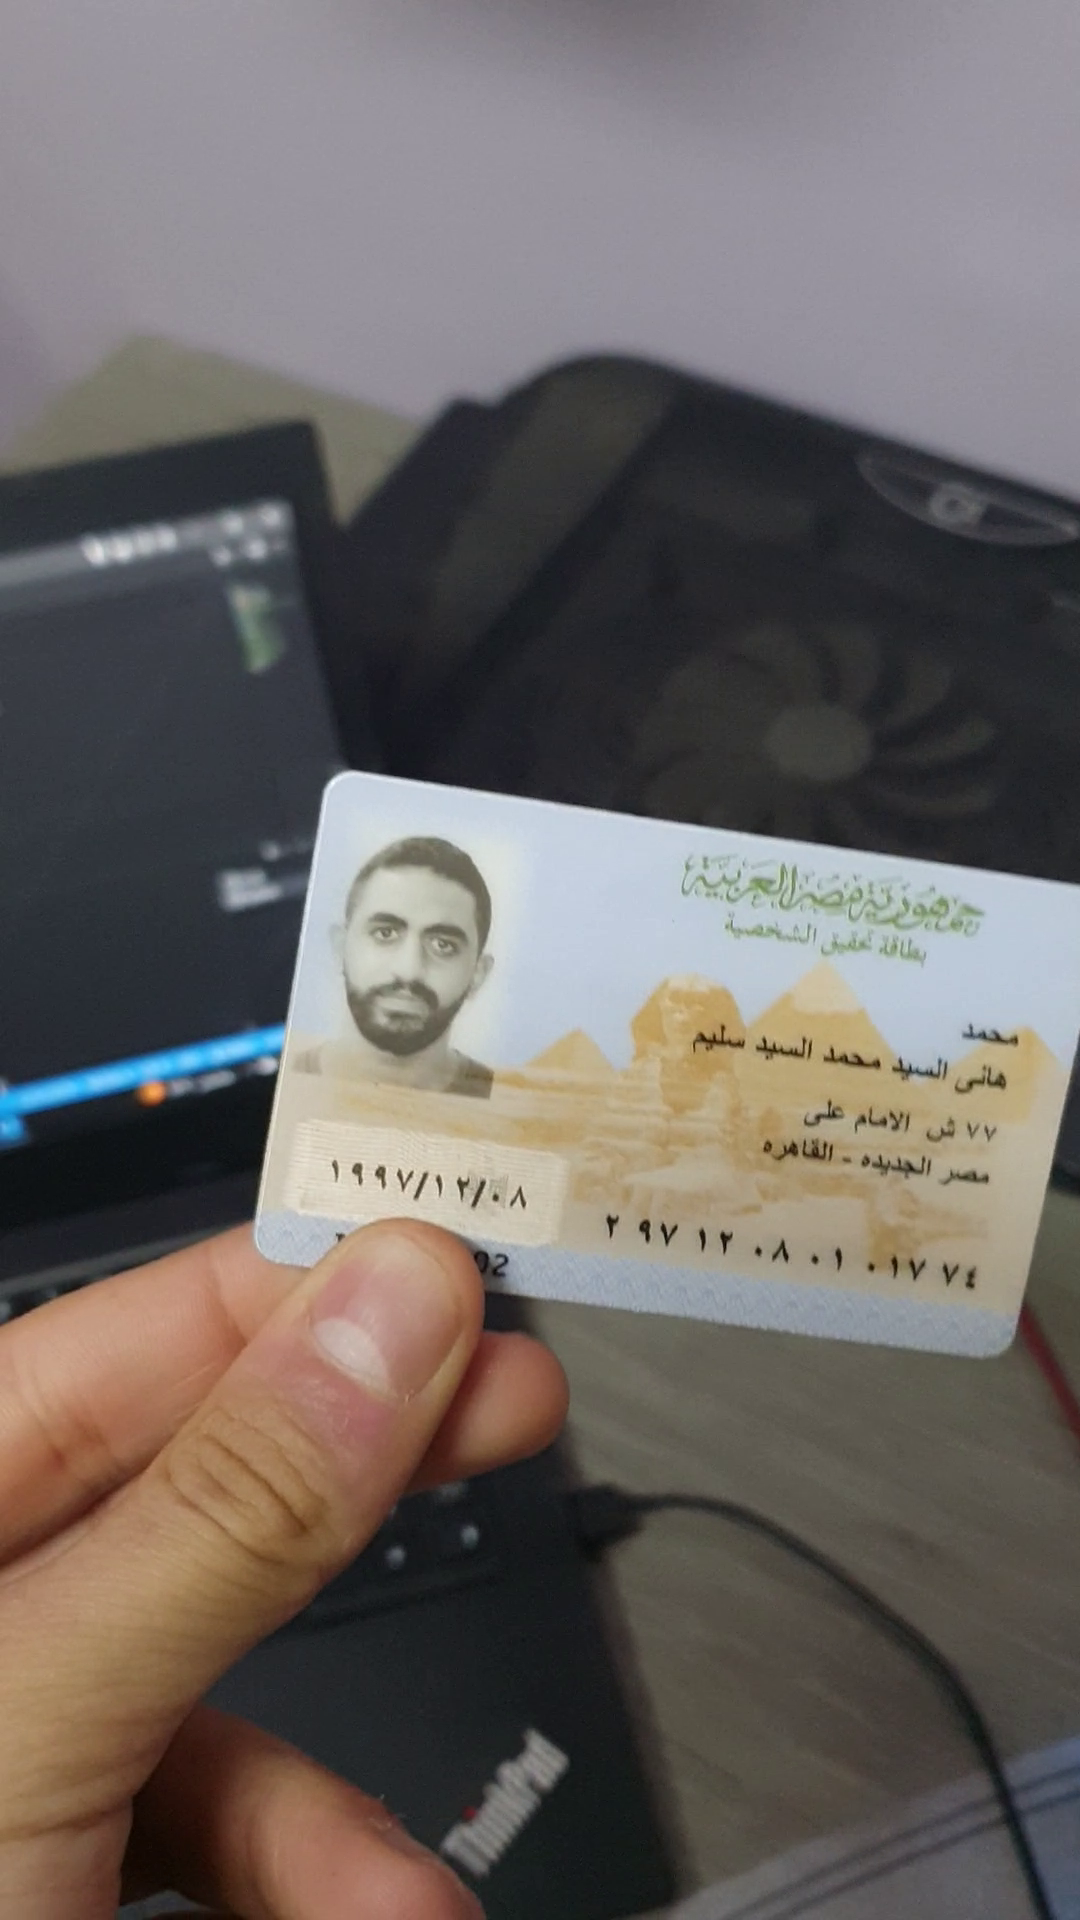 جمهورية مصر العربية
بطاقة تحقيق الشخصية
محمد
هانى السيد محمد السيد سليم
٧٧ ش الامام على
مصر الجديده - القاهره
١٩٩٧/١٢/٠٨
٢ ٩٧ ١٢ ٠٨ ٠١ ٠١٧ ٧٤
02
ThinkPad